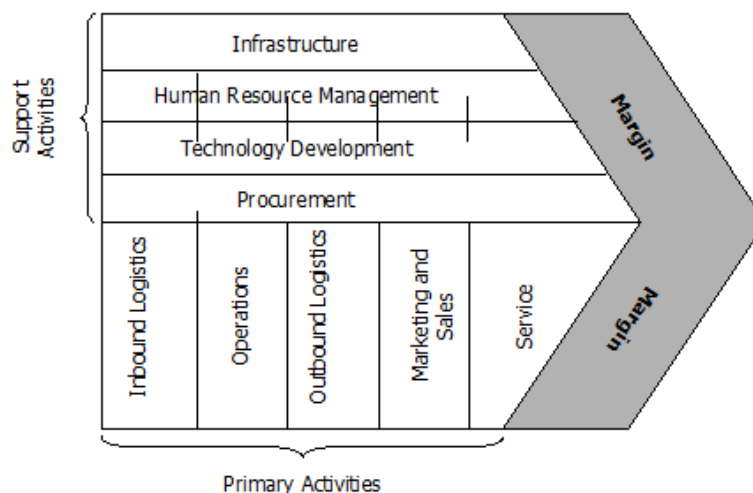 Infrastructure
Human Resource Management
Technology Development
Procurement
Support
Activities
Margin
Margin
Inbound Logistics
Operations
Outbound Logistics
Marketing and
Sales
Service
Primary Activities